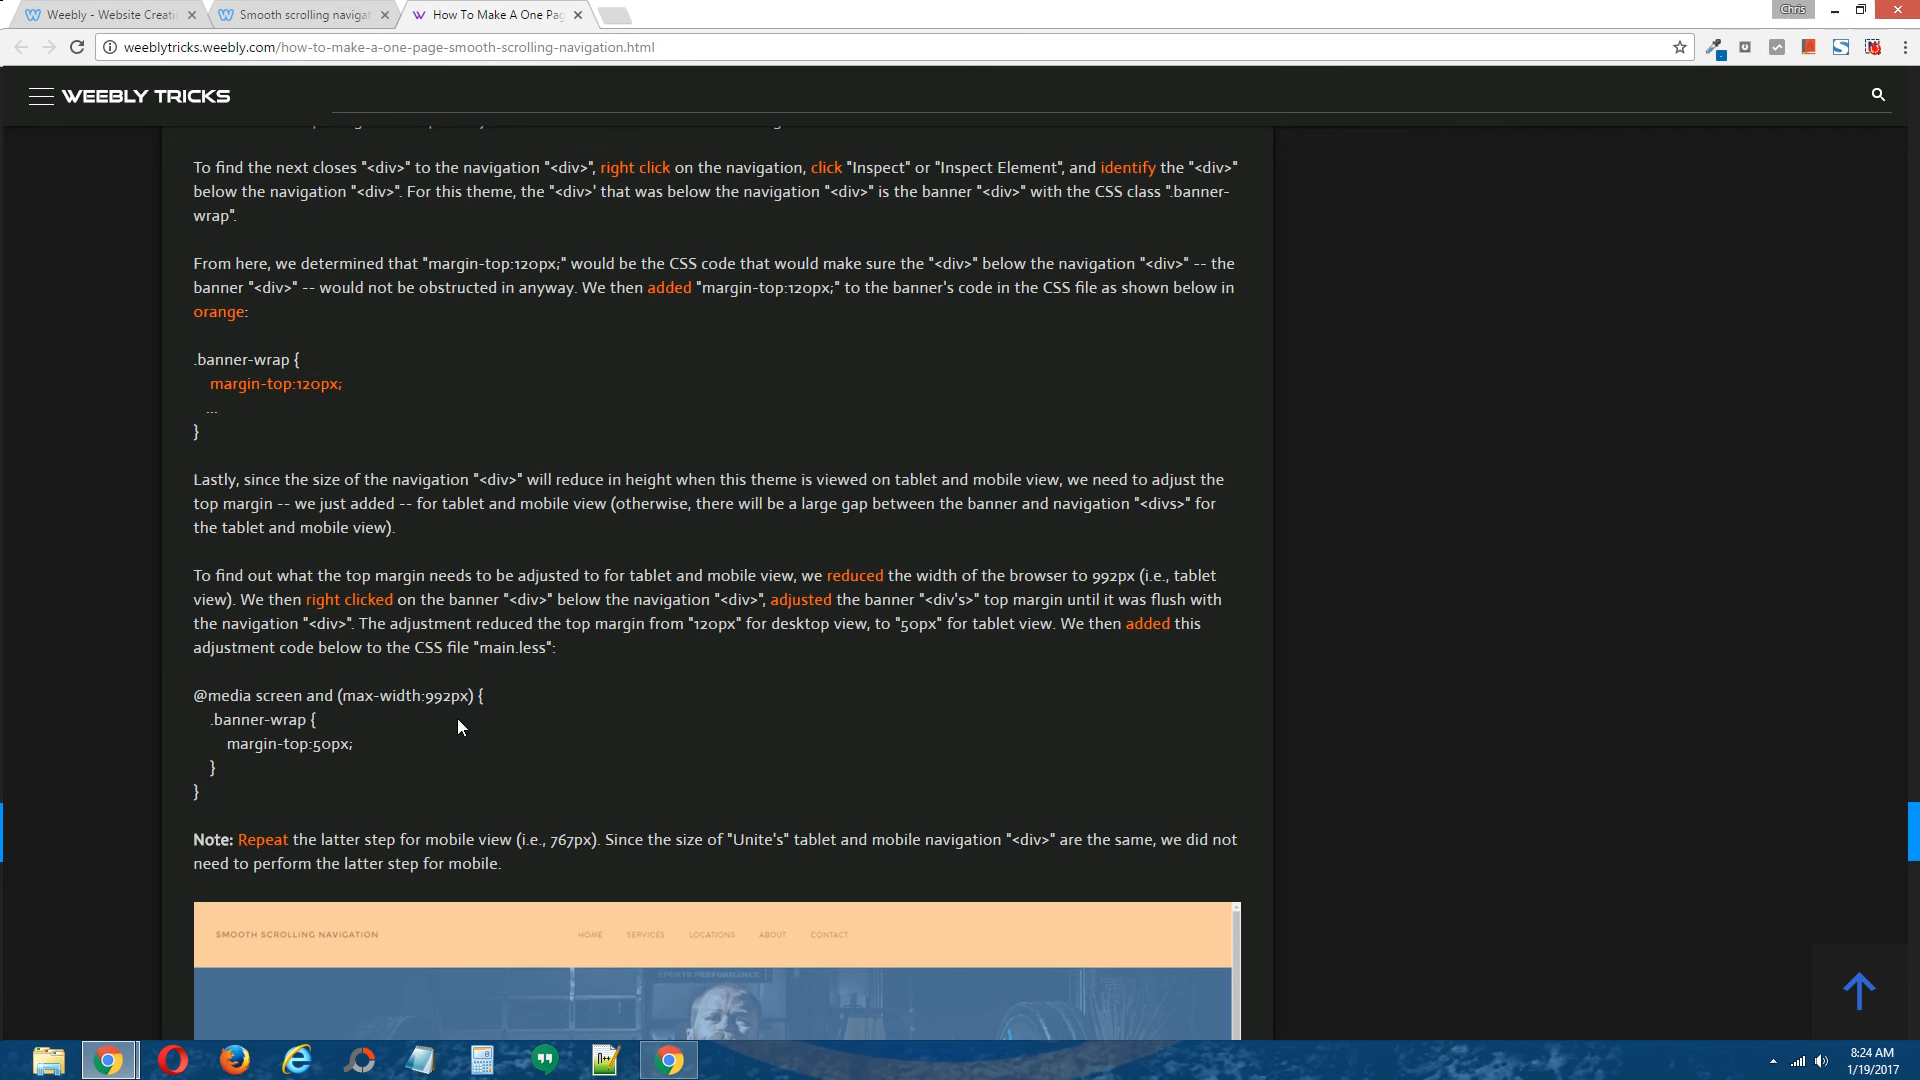 Weebly - Website Creati
Smooth scrolling navigat
How To Make A One Pag
Chris
weeblytricks.weebly.com/how-to-make-a-one-page-smooth-scrolling-navigation.html
WEEBLY TRICKS
To find the next closes "<div>" to the navigation "<div>", right click on the navigation, click "Inspect" or "Inspect Element", and identify the "<div>"
below the navigation "<div>". For this theme, the "<div>' that was below the navigation "<div>" is the banner "<div>" with the CSS class ".banner-
wrap".
From here, we determined that "margin-top:120px;" would be the CSS code that would make sure the "<div>" below the navigation "<div>" -- the
banner "<div>" -- would not be obstructed in anyway. We then added "margin-top:120px;" to the banner's code in the CSS file as shown below in
orange:
.banner-wrap {
margin-top:120px;
...
}
Lastly, since the size of the navigation "<div>" will reduce in height when this theme is viewed on tablet and mobile view, we need to adjust the
top margin -- we just added -- for tablet and mobile view (otherwise, there will be a large gap between the banner and navigation "<divs>" for
the tablet and mobile view).
To find out what the top margin needs to be adjusted to for tablet and mobile view, we reduced the width of the browser to 992px (i.e., tablet
view). We then right clicked on the banner "<div>" below the navigation "<div>", adjusted the banner "<div's>" top margin until it was flush with
the navigation "<div>". The adjustment reduced the top margin from "120px" for desktop view, to "50px" for tablet view. We then added this
adjustment code below to the CSS file "main.less":
@media screen and (max-width:992px) {
.banner-wrap {
margin-top:50px;
}
}
Note: Repeat the latter step for mobile view (i.e., 767px). Since the size of "Unite's" tablet and mobile navigation "<div>" are the same, we did not
need to perform the latter step for mobile.
SMOOTH SCROLLING NAVIGATION HOME SERVICES LOCATIONS ABOUT CONTACT
SPORTS PERFORMANCE
8:24 AM
1/19/2017